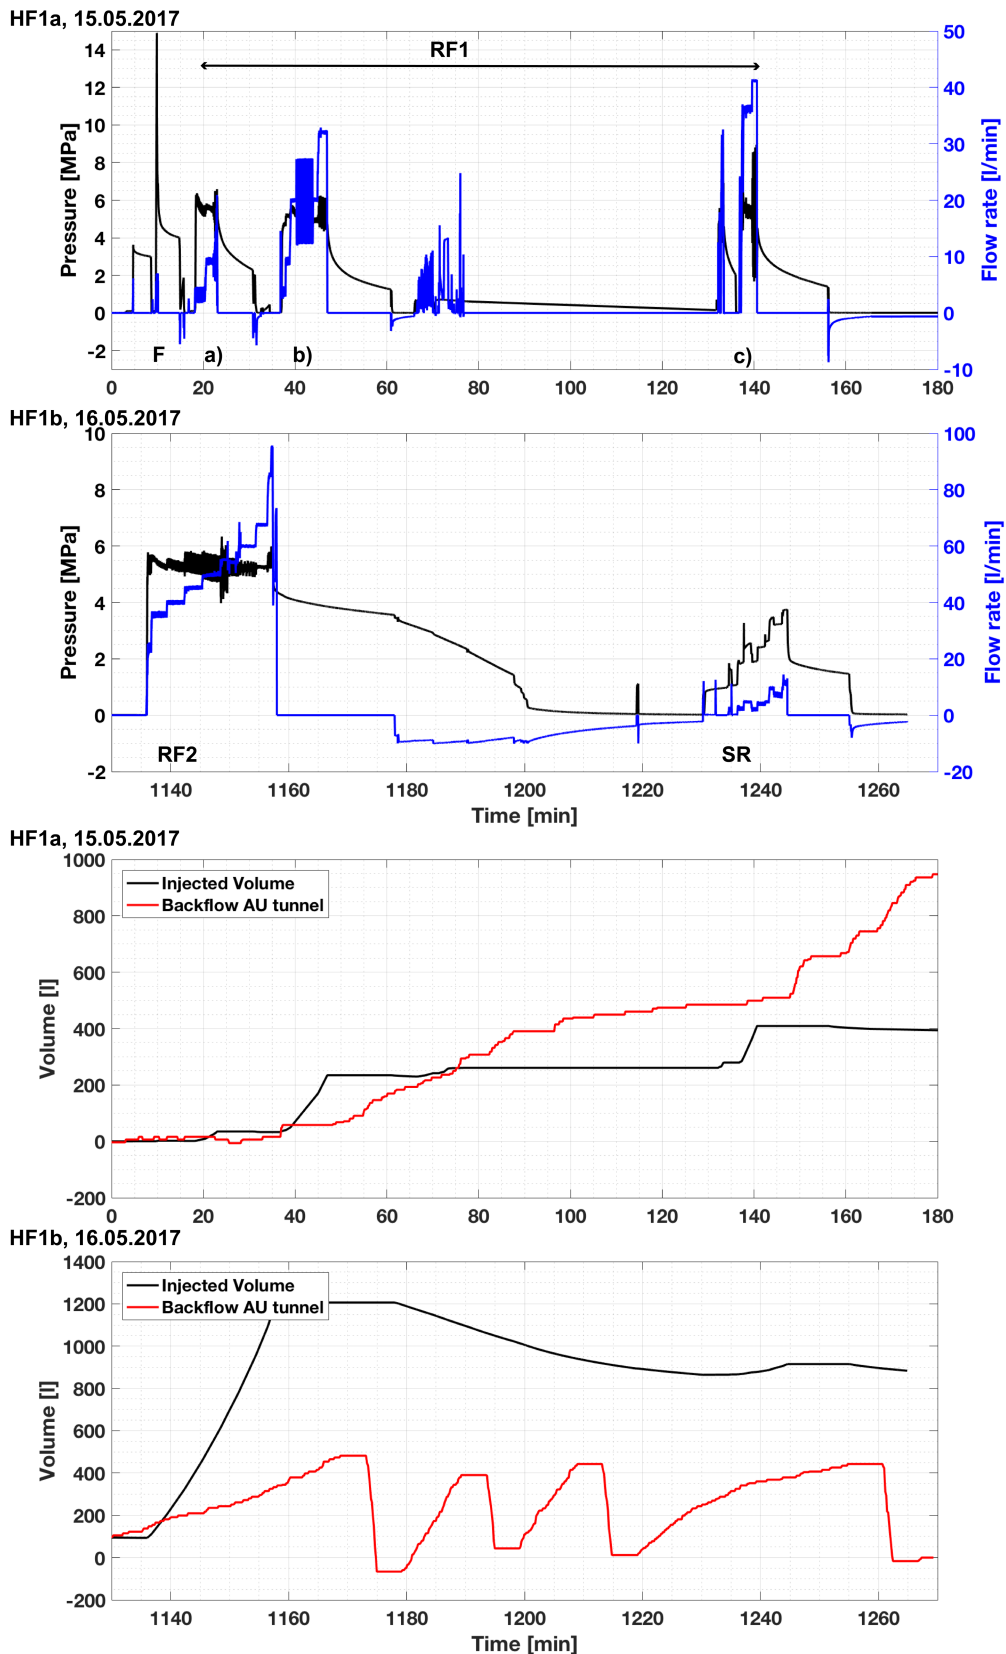 HF1a, 15.05.2017
RF1
Pressure [MPa]
14
12
10
8
6
4
2
0
-2
Flow rate [l/min]
50
40
30
20
10
0
-10
F
a)
b)
c)
0 20 40 60 80 100 120 140 160 180
HF1b, 16.05.2017
Pressure [MPa]
10
8
6
4
2
0
-2
Flow rate [l/min]
100
80
60
40
20
0
-20
RF2
SR
1140 1160 1180 1200 1220 1240 1260
Time [min]
HF1a, 15.05.2017
Volume [l]
1000
800
600
400
200
0
-200
Injected Volume
Backflow AU tunnel
0 20 40 60 80 100 120 140 160 180
HF1b, 16.05.2017
Volume [l]
1400
1200
1000
800
600
400
200
0
-200
Injected Volume
Backflow AU tunnel
1140 1160 1180 1200 1220 1240 1260
Time [min]